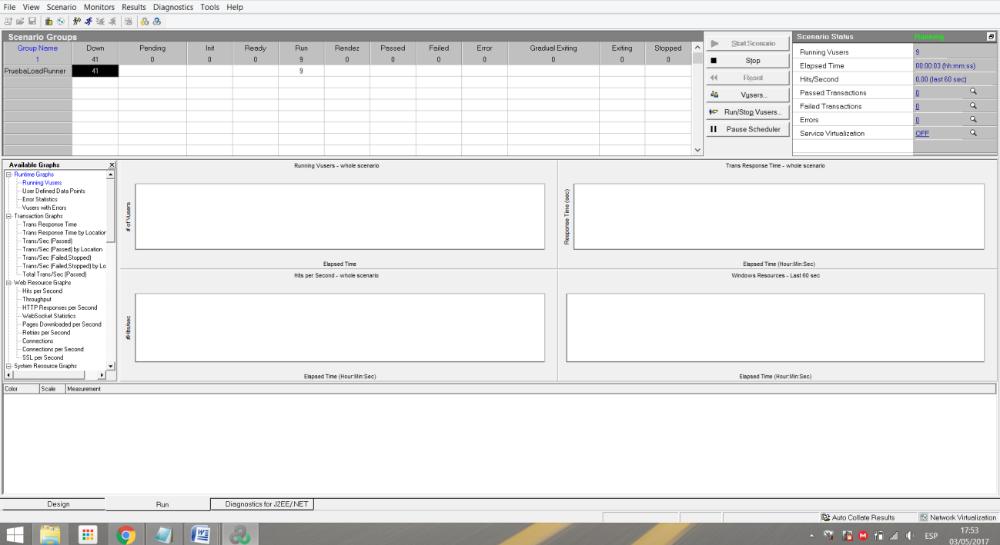 File View Scenario Monitors Results Diagnostics Tools Help
Scenario Groups
Group Name Down Pending Init Ready Run Rendez Passed Failed Error Gradual Exiting Exiting Stopped
1 41 0 0 0 9 0 0 0 0 0 0 0
PruebaLoadRunner 41 9
Start Scenario
Stop
Reset
Vusers...
Run/Stop Vusers...
Pause Scheduler
Scenario Status Running
Running Vusers 9
Elapsed Time 00:00:03 (hh:mm:ss)
Hits/Second 0,00 (last 60 sec)
Passed Transactions 0
Failed Transactions 0
Errors 0
Service Virtualization OFF
Available Graphs
Runtime Graphs
Running Vusers
User Defined Data Points
Error Statistics
Vusers with Errors
Transaction Graphs
Trans Response Time
Trans Response Time by Location
Trans/Sec (Passed)
Trans/Sec (Passed) by Location
Trans/Sec (Failed,Stopped)
Trans/Sec (Failed,Stopped) by Lo
Total Trans/Sec (Passed)
Web Resource Graphs
Hits per Second
Throughput
HTTP Responses per Second
WebSocket Statistics
Pages Downloaded per Second
Retries per Second
Connections
Connections per Second
SSL per Second
System Resource Graphs
Running Vusers - whole scenario
# of Vusers
Elapsed Time
Trans Response Time - whole scenario
Response Time (sec)
Elapsed Time (Hour:Min:Sec)
Hits per Second - whole scenario
#Hits/sec
Elapsed Time (Hour:Min:Sec)
Windows Resources - Last 60 sec
Elapsed Time (Hour:Min:Sec)
Color Scale Measurement
Design Run Diagnostics for J2EE/.NET
Auto Collate Results Network Virtualization
ESP
17:53
03/05/2017